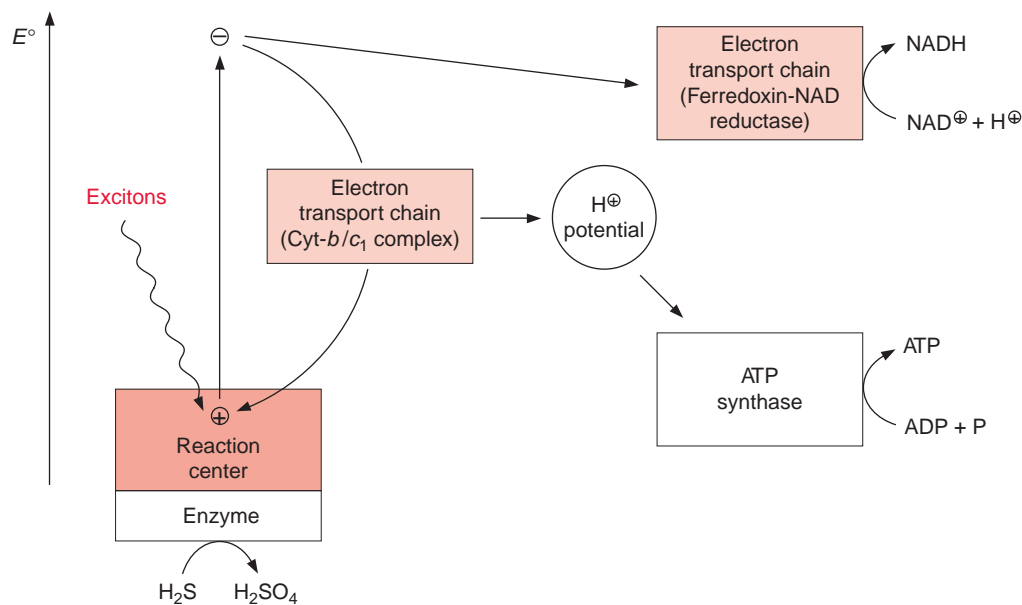 E°
⊖
Electron
transport chain
(Ferredoxin-NAD
reductase)
NADH
NAD⊕ + H⊕
Excitons
Electron
transport chain
(Cyt-b/c₁ complex)
H⊕
potential
ATP
synthase
ATP
ADP + P
⊕
Reaction
center
Enzyme
H₂S
H₂SO₄